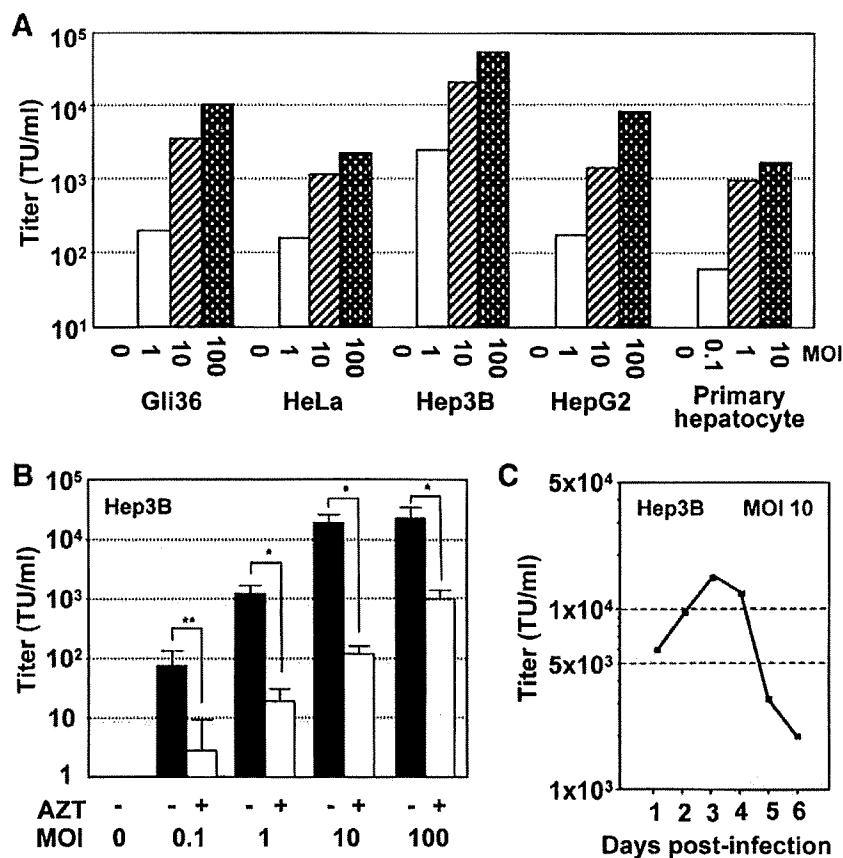 A
Titer (TU/ml)
10⁵
10⁴
10³
10²
10¹
0 1 10 100 0 1 10 100 0 1 10 100 0 1 10 100 0 0.1 1 10 MOI
Gli36 HeLa Hep3B HepG2 Primary hepatocyte
B
Hep3B
Titer (TU/ml)
10⁵
10⁴
10³
10²
10
1
** * * *
AZT - - + - + - + - +
MOI 0 0.1 1 10 100
C
Hep3B MOI 10
Titer (TU/ml)
5x10⁴
1x10⁴
5x10³
1x10³
1 2 3 4 5 6
Days post-infection